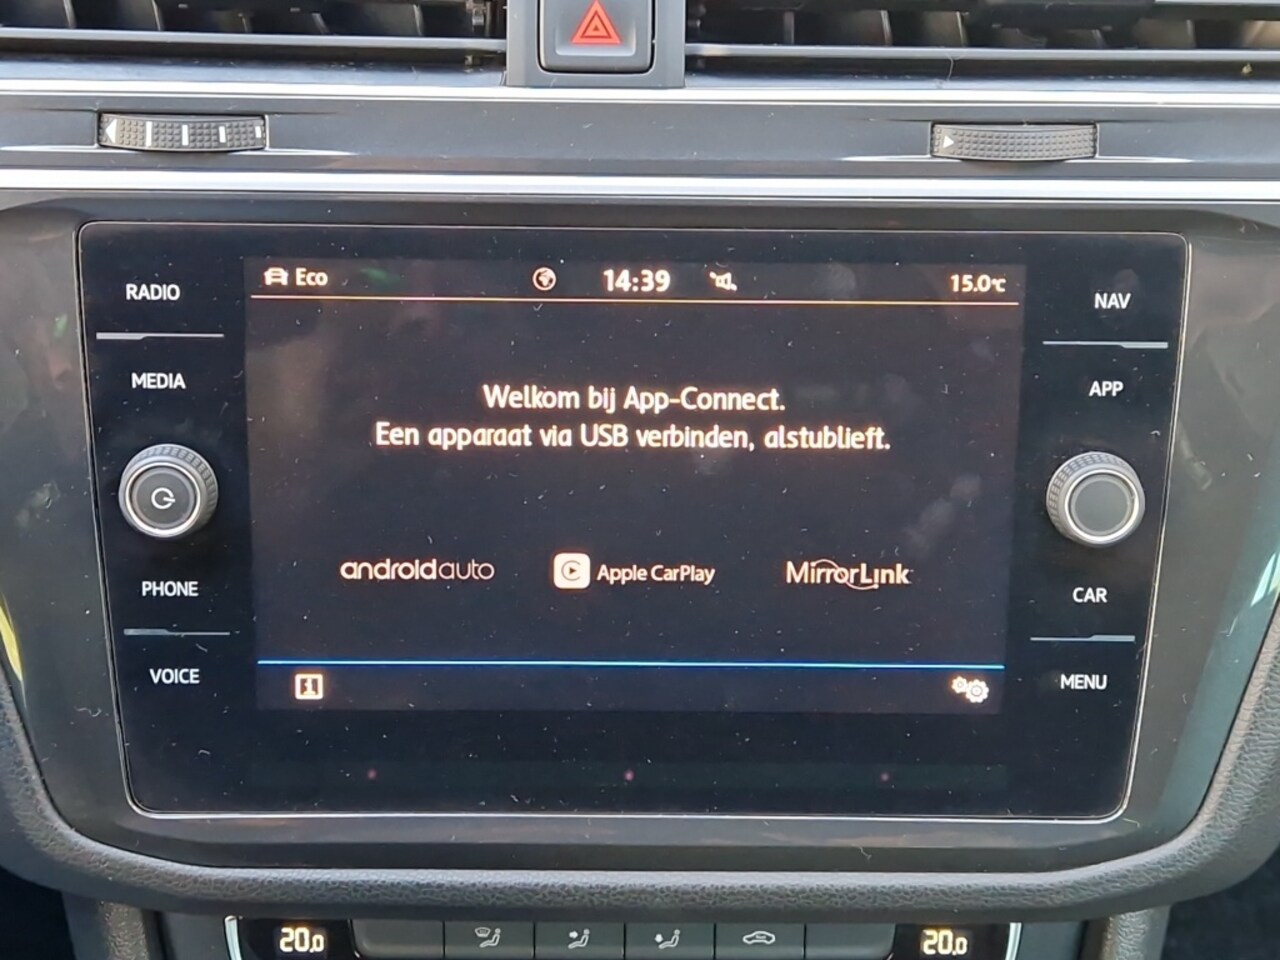 Eco 14:39 15.0°C
RADIO
NAV
MEDIA
APP
Welkom bij App-Connect.
Een apparaat via USB verbinden, alstublieft.
androidauto Apple CarPlay MirrorLink
PHONE
CAR
VOICE
MENU
20,0 20,0